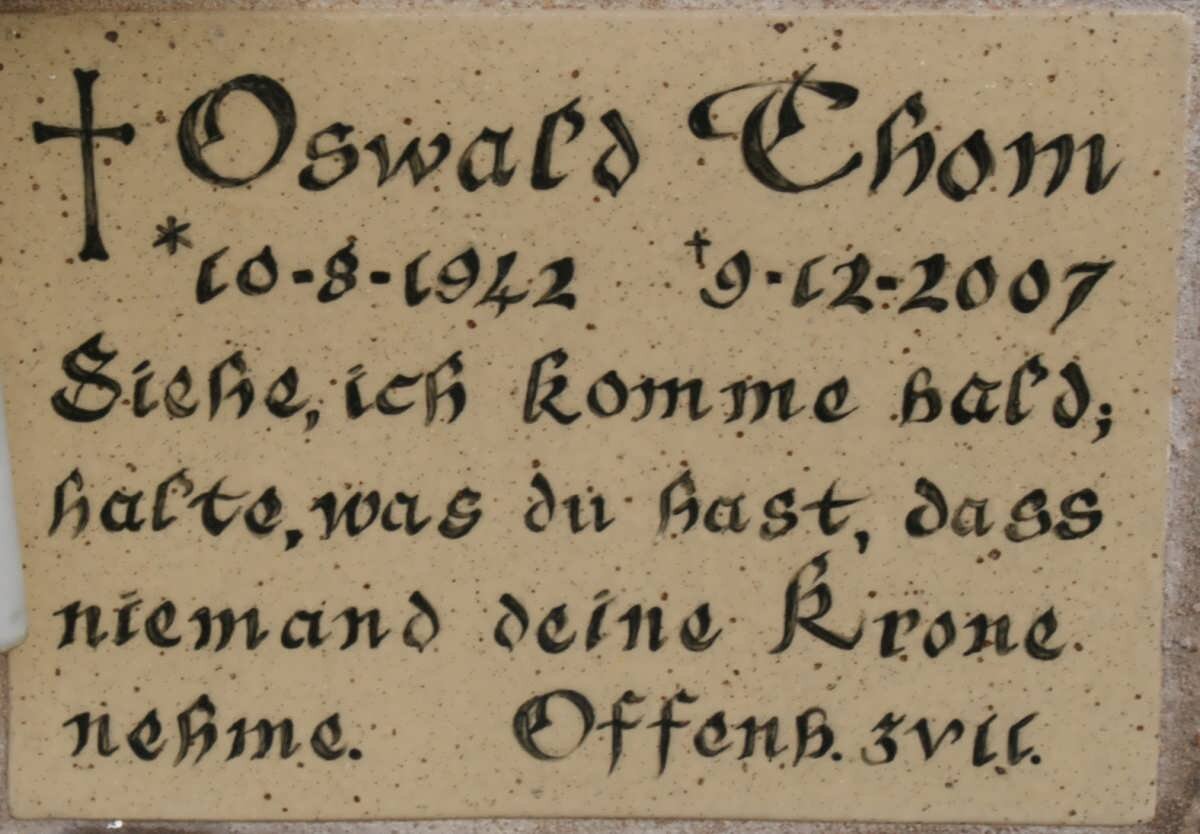 † Oswald Thom
*10-8-1942 †9-12-2007
Siehe, ich komme bald;
halte, was du hast, dass
niemand deine Krone
nehme. Offenb. 3v11.